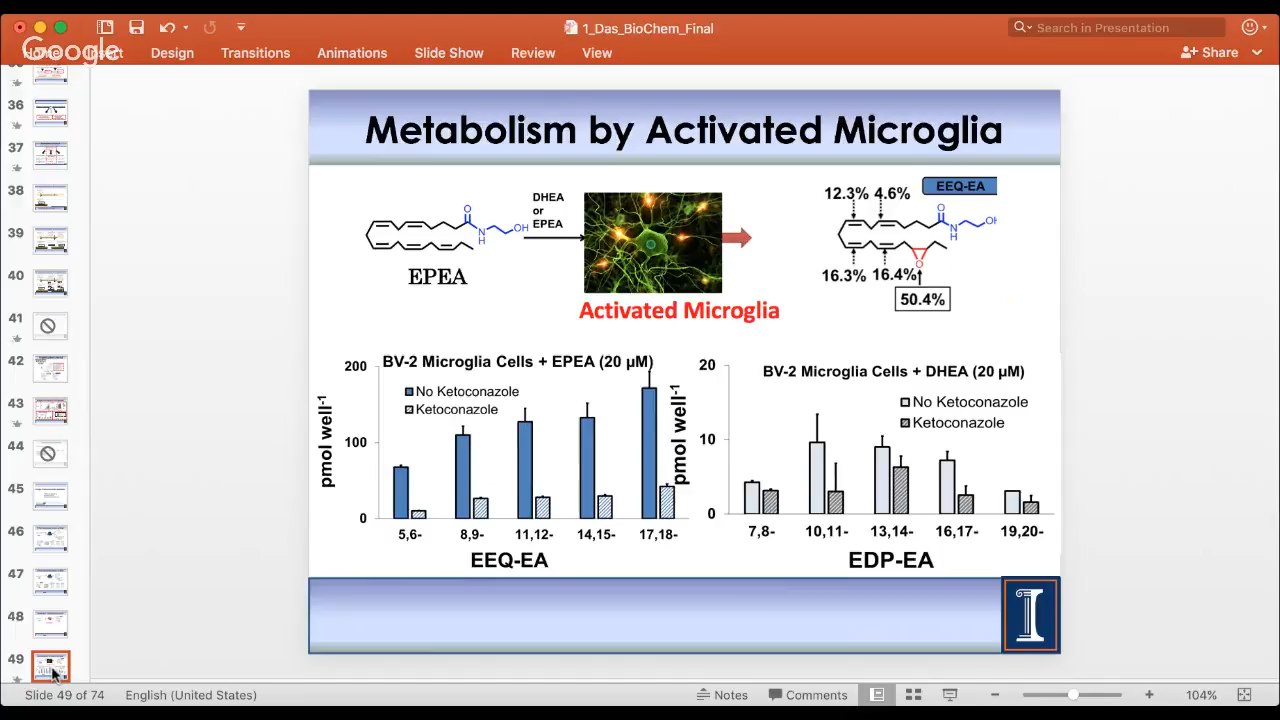 1_Das_BioChem_Final
Search in Presentation
Google
Home Insert Design Transitions Animations Slide Show Review View
Share
36
37
38
39
40
41
42
43
44
45
46
47
48
49
Metabolism by Activated Microglia
DHEA
or
EPEA
O
N
H
OH
EPEA
Activated Microglia
12.3% 4.6%
EEQ-EA
O
N
H
OH
O
16.3% 16.4%
50.4%
BV-2 Microglia Cells + EPEA (20 µM)
No Ketoconazole
Ketoconazole
200
100
0
pmol well-1
5,6- 8,9- 11,12- 14,15- 17,18-
EEQ-EA
BV-2 Microglia Cells + DHEA (20 µM)
No Ketoconazole
Ketoconazole
20
10
0
pmol well-1
7,8- 10,11- 13,14- 16,17- 19,20-
EDP-EA
I
Slide 49 of 74 English (United States) Notes Comments 104%